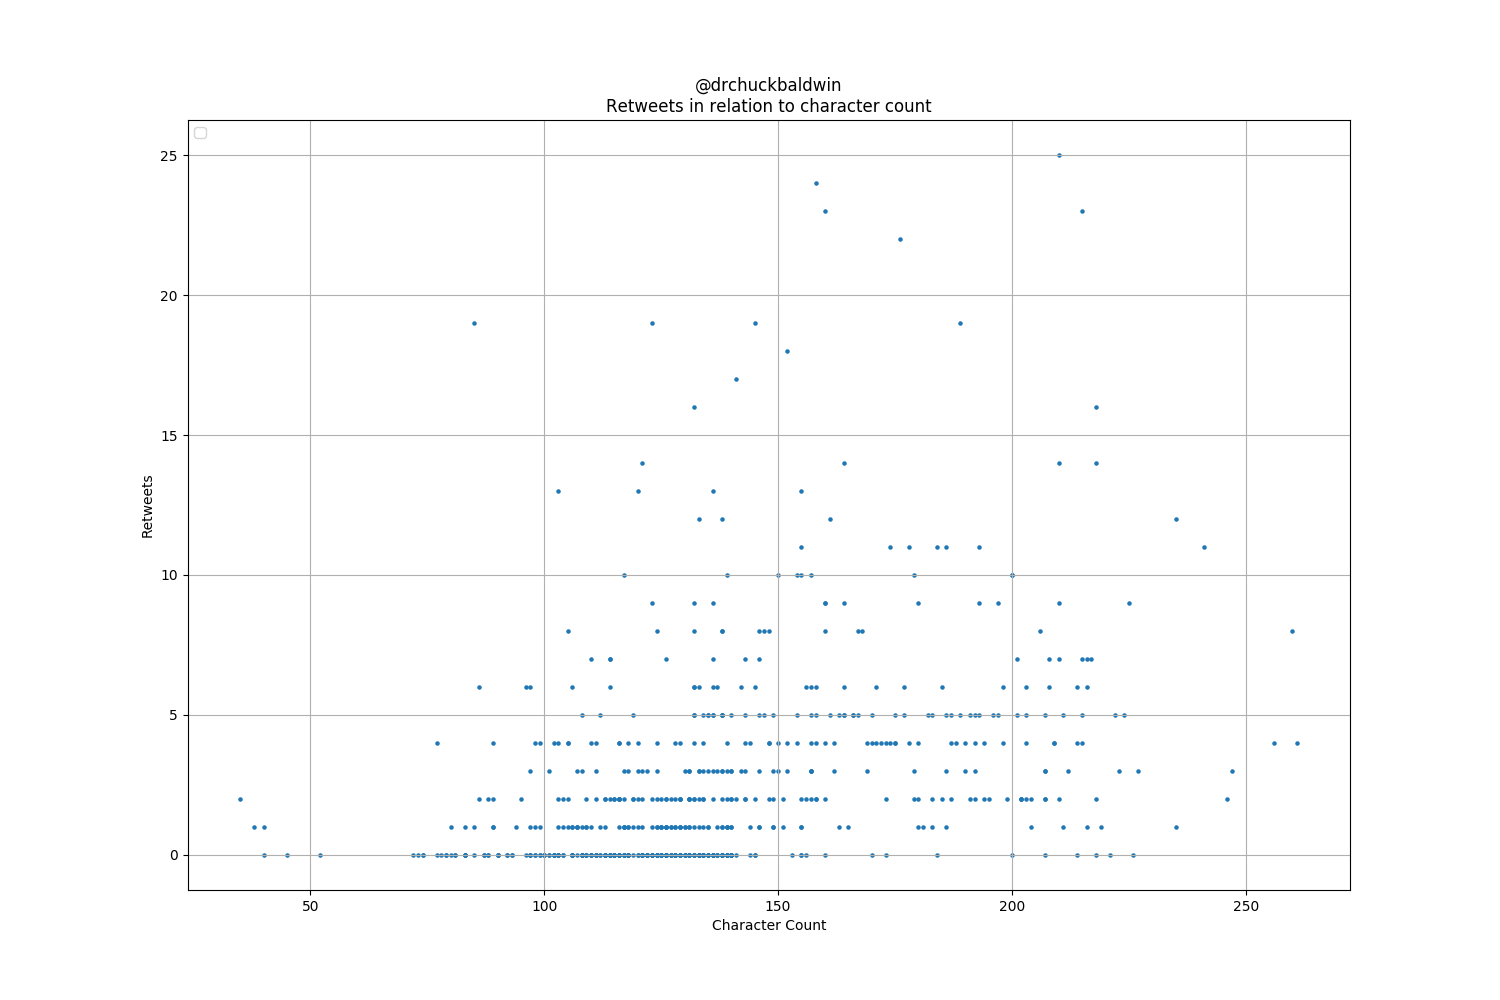 @drchuckbaldwin
Retweets in relation to character count
25
20
15
10
5
0
Retweets
50 100 150 200 250
Character Count